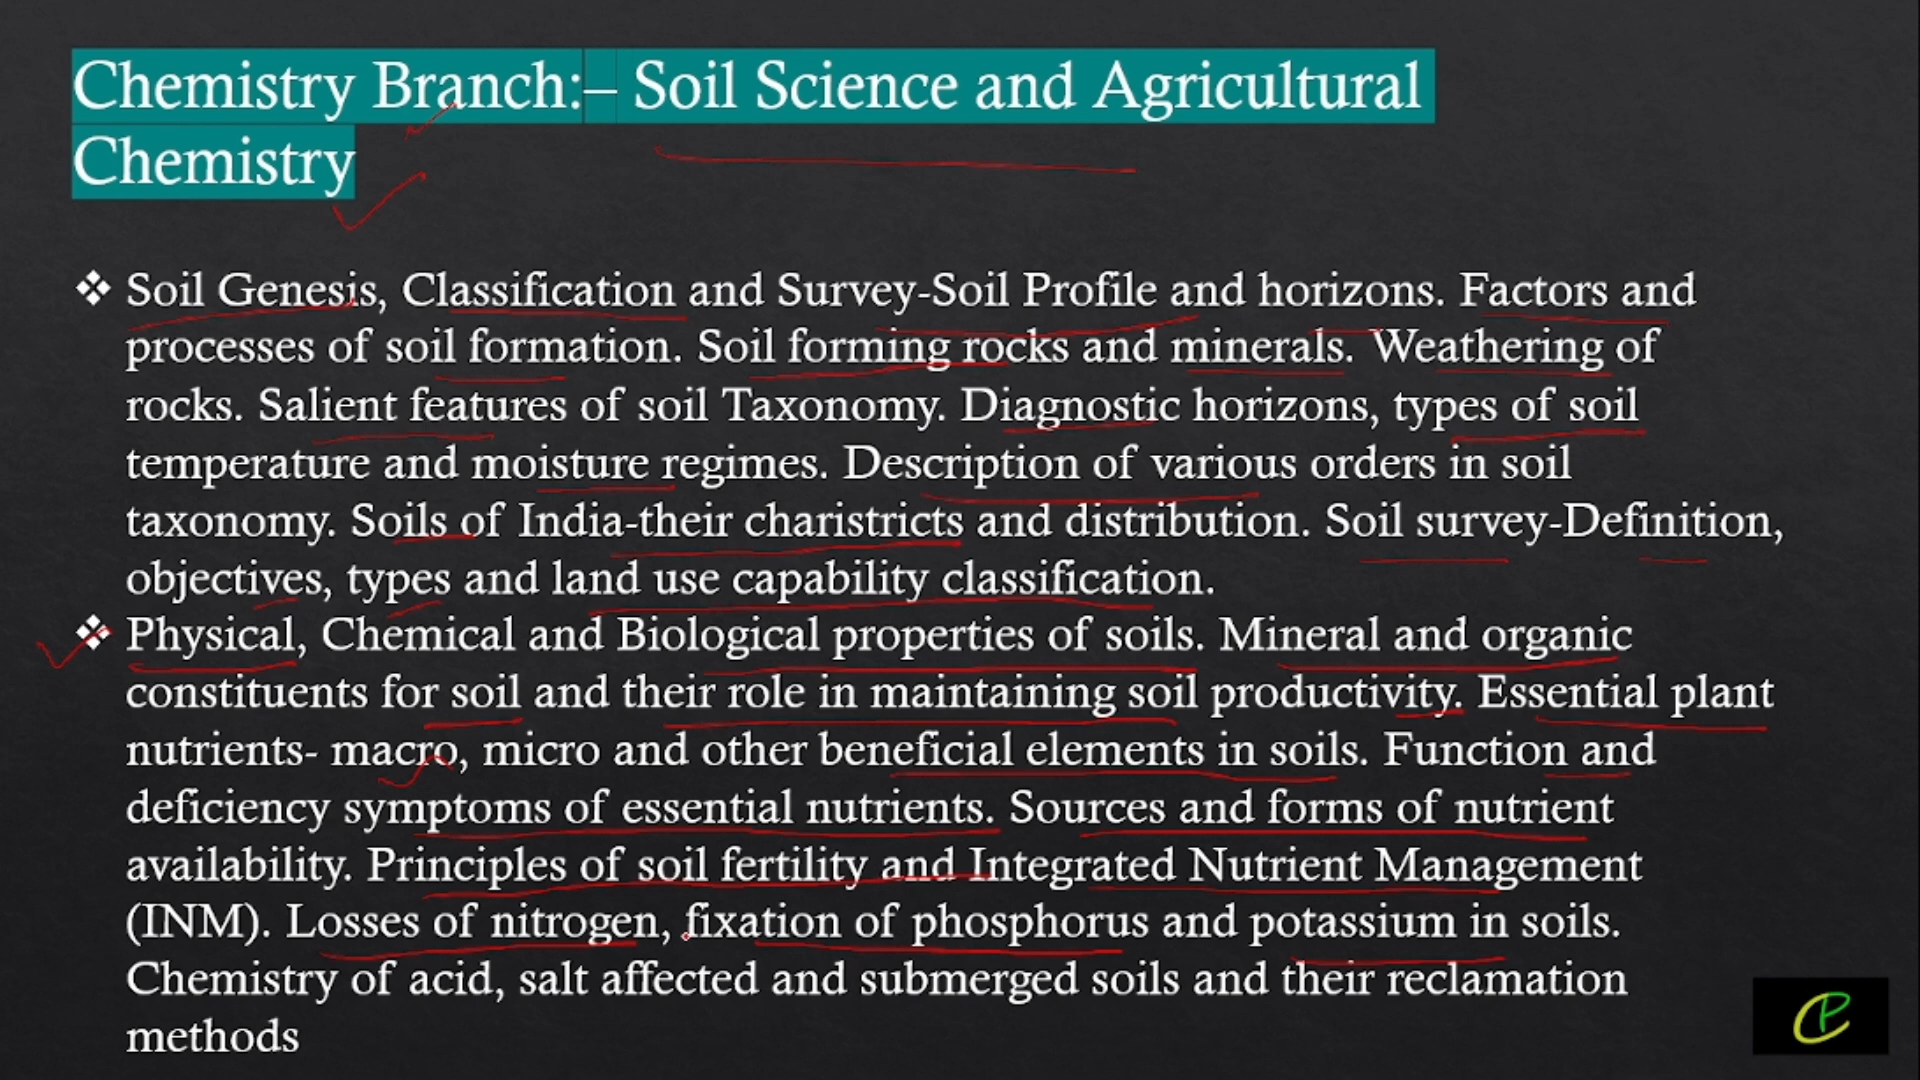 Chemistry Branch:– Soil Science and Agricultural
Chemistry
❖ Soil Genesis, Classification and Survey-Soil Profile and horizons. Factors and
processes of soil formation. Soil forming rocks and minerals. Weathering of
rocks. Salient features of soil Taxonomy. Diagnostic horizons, types of soil
temperature and moisture regimes. Description of various orders in soil
taxonomy. Soils of India-their charistricts and distribution. Soil survey-Definition,
objectives, types and land use capability classification.
❖ Physical, Chemical and Biological properties of soils. Mineral and organic
constituents for soil and their role in maintaining soil productivity. Essential plant
nutrients- macro, micro and other beneficial elements in soils. Function and
deficiency symptoms of essential nutrients. Sources and forms of nutrient
availability. Principles of soil fertility and Integrated Nutrient Management
(INM). Losses of nitrogen, fixation of phosphorus and potassium in soils.
Chemistry of acid, salt affected and submerged soils and their reclamation
methods
CP